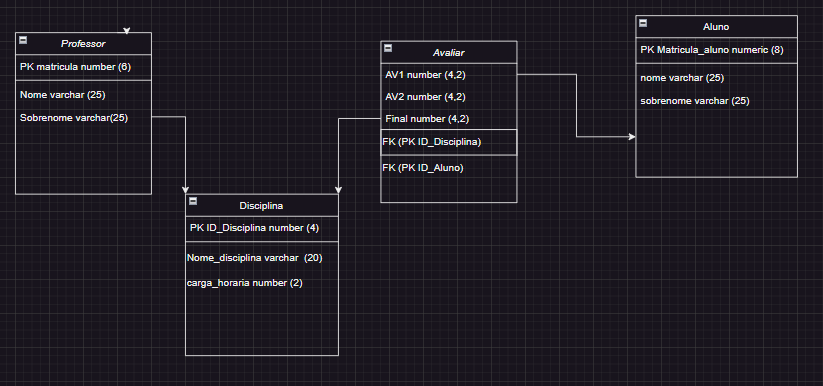 Professor
PK matricula number (6)
Nome varchar (25)
Sobrenome varchar(25)
Avaliar
AV1 number (4,2)
AV2 number (4,2)
Final number (4,2)
FK (PK ID_Disciplina)
FK (PK ID_Aluno)
Aluno
PK Matricula_aluno numeric (8)
nome varchar (25)
sobrenome varchar (25)
Disciplina
PK ID_Disciplina number (4)
Nome_disciplina varchar (20)
carga_horaria number (2)